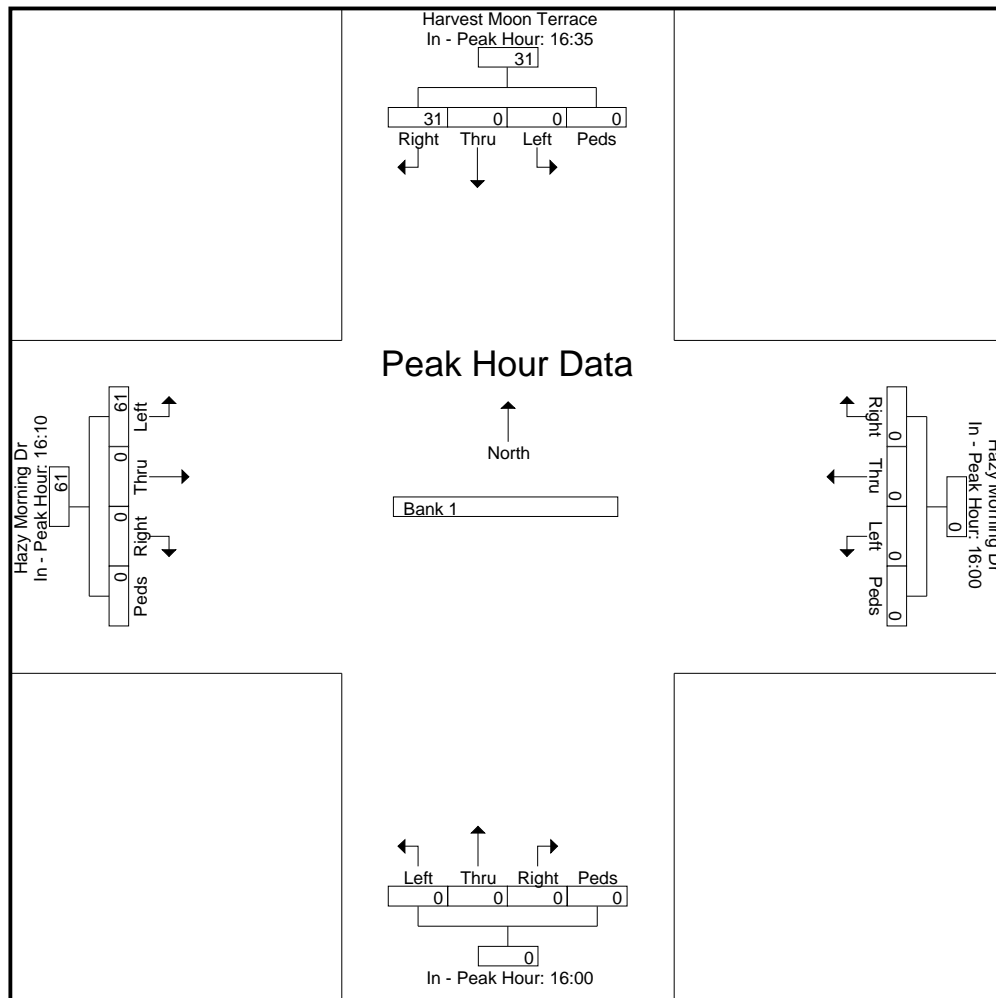 Harvest Moon Terrace
In - Peak Hour: 16:35
31
31 0 0 0
Right Thru Left Peds
Peak Hour Data
North
Bank 1
Hazy Morning Dr
In - Peak Hour: 16:10
61
61 0 0 0
Left Thru Right Peds
Hazy Morning Dr
In - Peak Hour: 16:00
0
0 0 0 0
Right Thru Left Peds
Left Thru Right Peds
0 0 0 0
0
In - Peak Hour: 16:00